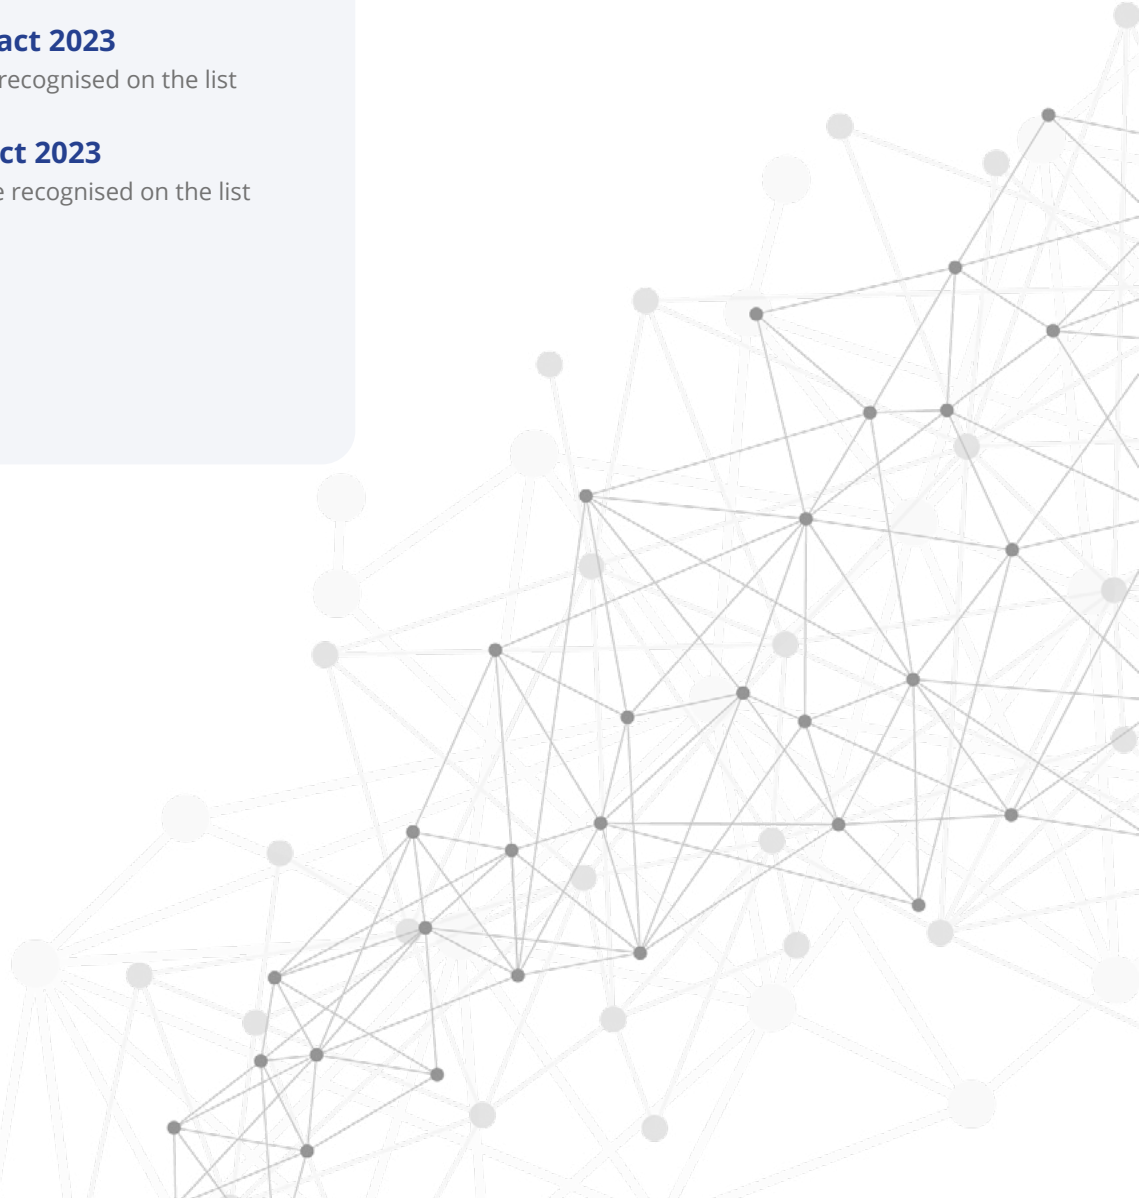 act 2023
recognised on the list
ct 2023
e recognised on the list